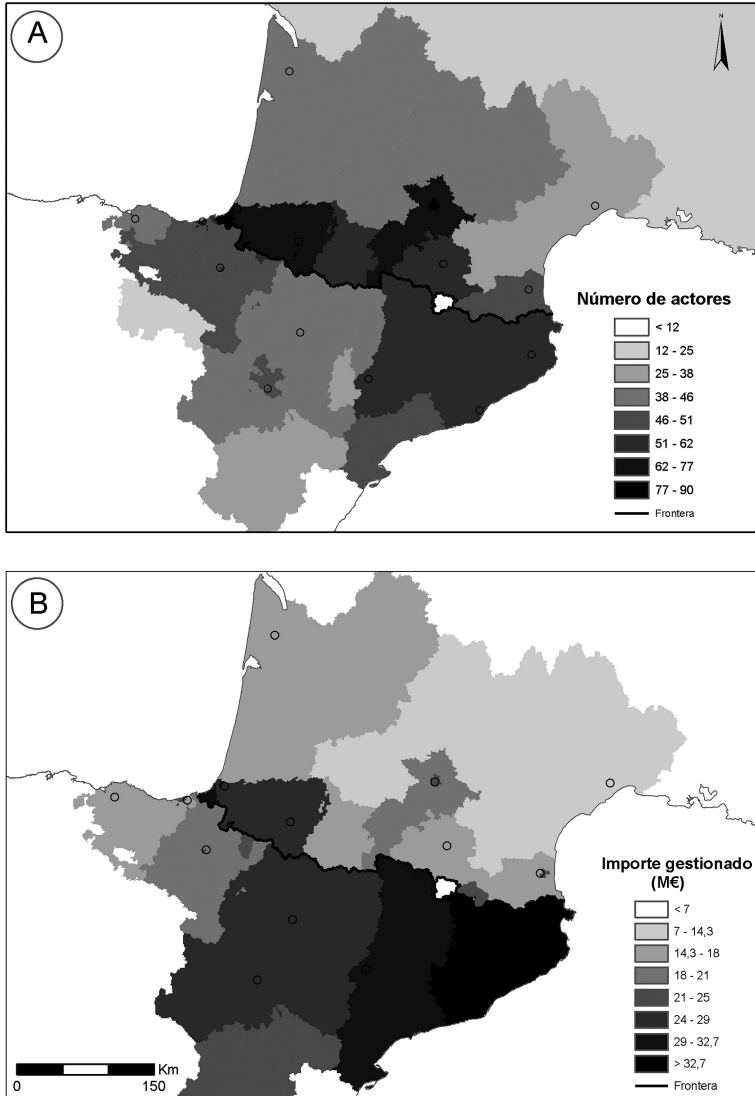 A
N
Número de actores
< 12
12 - 25
25 - 38
38 - 46
46 - 51
51 - 62
62 - 77
77 - 90
Frontera
B
Importe gestionado
(M€)
< 7
7 - 14,3
14,3 - 18
18 - 21
21 - 25
24 - 29
29 - 32,7
> 32,7
Frontera
Km
0 150